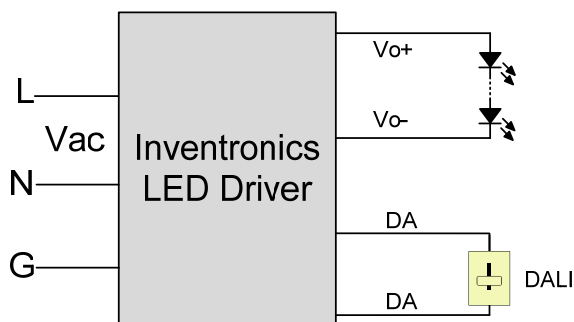 Vo+
L
Vac
Vo-
Inventronics
LED Driver
N
DA
G
DALI
DA